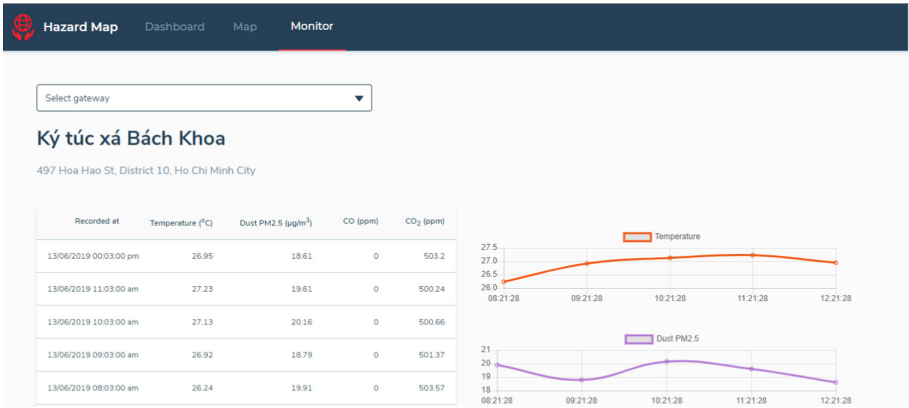 Hazard Map Dashboard Map Monitor
Select gateway
Ký túc xá Bách Khoa
497 Hoa Hao St, District 10, Ho Chi Minh City
Recorded at Temperature (°C) Dust PM2.5 (µg/m³) CO (ppm) CO₂ (ppm)
13/06/2019 00:03:00 pm 26.95 18.61 0 503.2
13/06/2019 11:03:00 am 27.23 19.61 0 500.24
13/06/2019 10:03:00 am 27.13 20.16 0 500.66
13/06/2019 09:03:00 am 26.92 18.79 0 501.37
13/06/2019 08:03:00 am 26.24 19.91 0 503.57
Temperature
27.5
27.0
26.5
26.0
08:21:28 09:21:28 10:21:28 11:21:28 12:21:28
Dust PM2.5
21
20
19
18
08:21:28 09:21:28 10:21:28 11:21:28 12:21:28